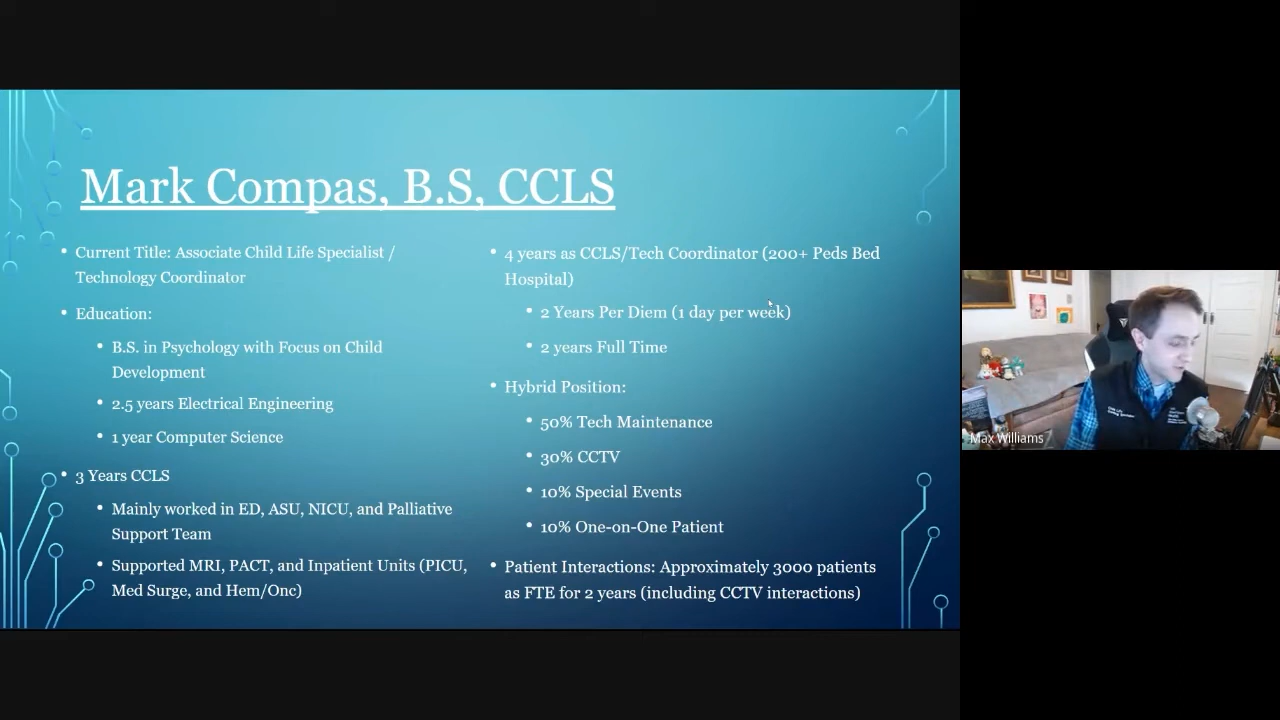 Mark Compas, B.S, CCLS
• Current Title: Associate Child Life Specialist /
Technology Coordinator
• Education:
• B.S. in Psychology with Focus on Child
Development
• 2.5 years Electrical Engineering
• 1 year Computer Science
• 3 Years CCLS
• Mainly worked in ED, ASU, NICU, and Palliative
Support Team
• Supported MRI, PACT, and Inpatient Units (PICU,
Med Surge, and Hem/Onc)
• 4 years as CCLS/Tech Coordinator (200+ Peds Bed
Hospital)
• 2 Years Per Diem (1 day per week)
• 2 years Full Time
• Hybrid Position:
• 50% Tech Maintenance
• 30% CCTV
• 10% Special Events
• 10% One-on-One Patient
• Patient Interactions: Approximately 3000 patients
as FTE for 2 years (including CCTV interactions)
Max Williams